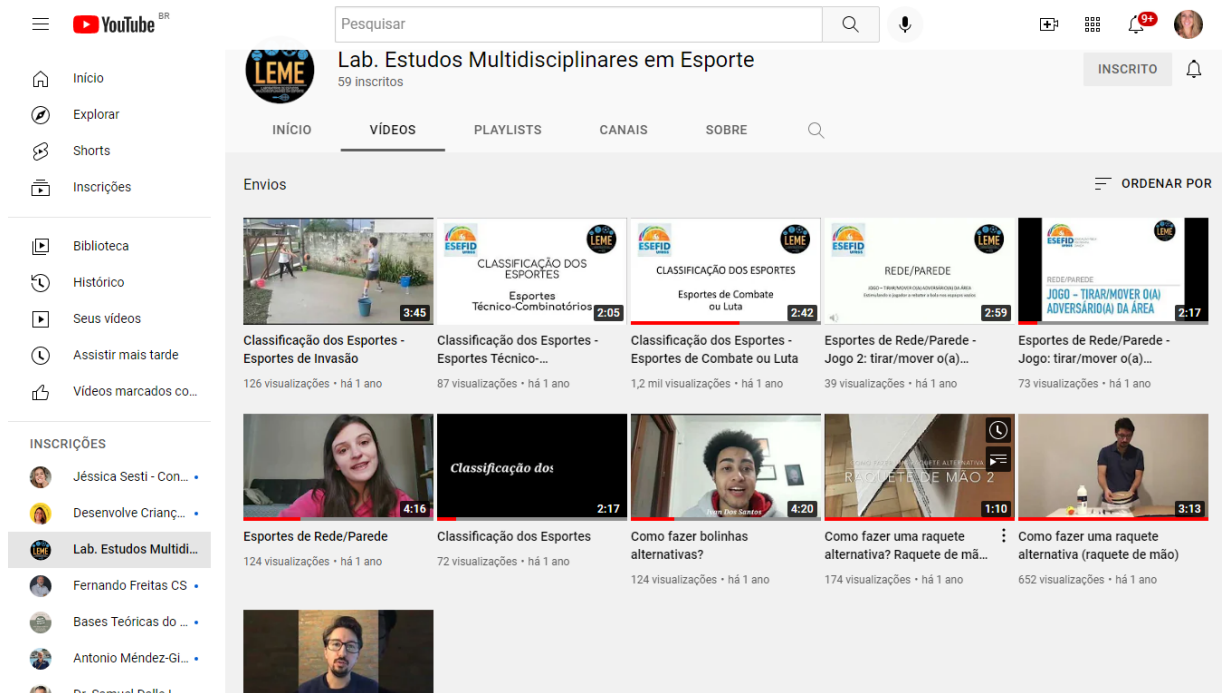 YouTube BR
Pesquisar
9+
Início
Explorar
Shorts
Inscrições
Biblioteca
Histórico
Seus vídeos
Assistir mais tarde
Vídeos marcados co...
INSCRIÇÕES
Jéssica Sesti - Con...
Desenvolve Crianç...
Lab. Estudos Multidi...
Fernando Freitas CS
Bases Teóricas do ...
Antonio Méndez-Gi...
LEME
Lab. Estudos Multidisciplinares em Esporte
59 inscritos
INSCRITO
INÍCIO VÍDEOS PLAYLISTS CANAIS SOBRE
Envios
ORDENAR POR
3:45
Classificação dos Esportes -
Esportes de Invasão
126 visualizações • há 1 ano
ESEFID
LEME
CLASSIFICAÇÃO DOS
ESPORTES
Esportes
Técnico-Combinatórios
2:05
Classificação dos Esportes -
Esportes Técnico-...
87 visualizações • há 1 ano
ESEFID
LEME
CLASSIFICAÇÃO DOS ESPORTES
Esportes de Combate
ou Luta
2:42
Classificação dos Esportes -
Esportes de Combate ou Luta
1,2 mil visualizações • há 1 ano
ESEFID
LEME
REDE/PAREDE
JOGO – TIRAR/MOVER O(A) ADVERSÁRIO(A) DA ÁREA
2:59
Esportes de Rede/Parede -
Jogo 2: tirar/mover o(a)...
39 visualizações • há 1 ano
ESEFID
LEME
REDE/PAREDE
JOGO – TIRAR/MOVER O(A)
ADVERSÁRIO(A) DA ÁREA
2:17
Esportes de Rede/Parede -
Jogo: tirar/mover o(a)...
73 visualizações • há 1 ano
4:16
Esportes de Rede/Parede
124 visualizações • há 1 ano
Classificação dos
2:17
Classificação dos Esportes
72 visualizações • há 1 ano
Dos Santos
4:20
Como fazer bolinhas
alternativas?
124 visualizações • há 1 ano
RAQUETE DE MÃO 2
1:10
Como fazer uma raquete
alternativa? Raquete de mã...
174 visualizações • há 1 ano
3:13
Como fazer uma raquete
alternativa (raquete de mão)
652 visualizações • há 1 ano